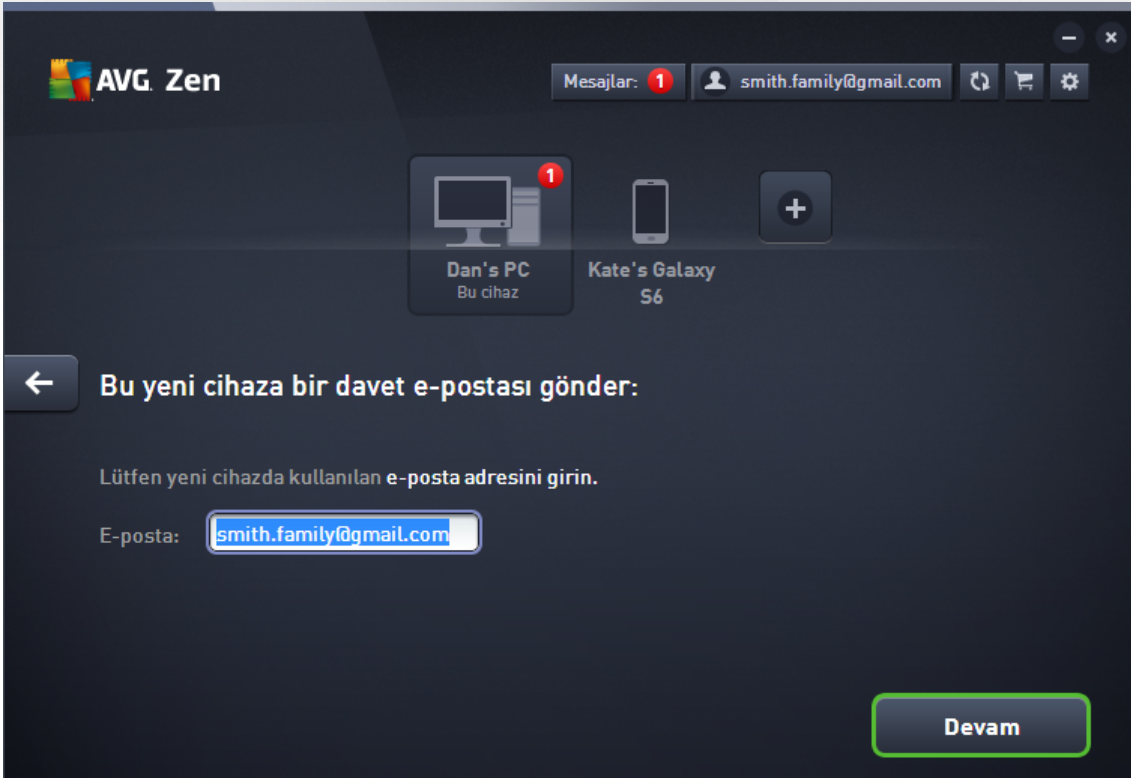 AVG. Zen
Mesajlar: 1
smith.family@gmail.com
1
Dan's PC
Bu cihaz
Kate's Galaxy
S6
Bu yeni cihaza bir davet e-postası gönder:
Lütfen yeni cihazda kullanılan e-posta adresini girin.
E-posta: smith.family@gmail.com
Devam